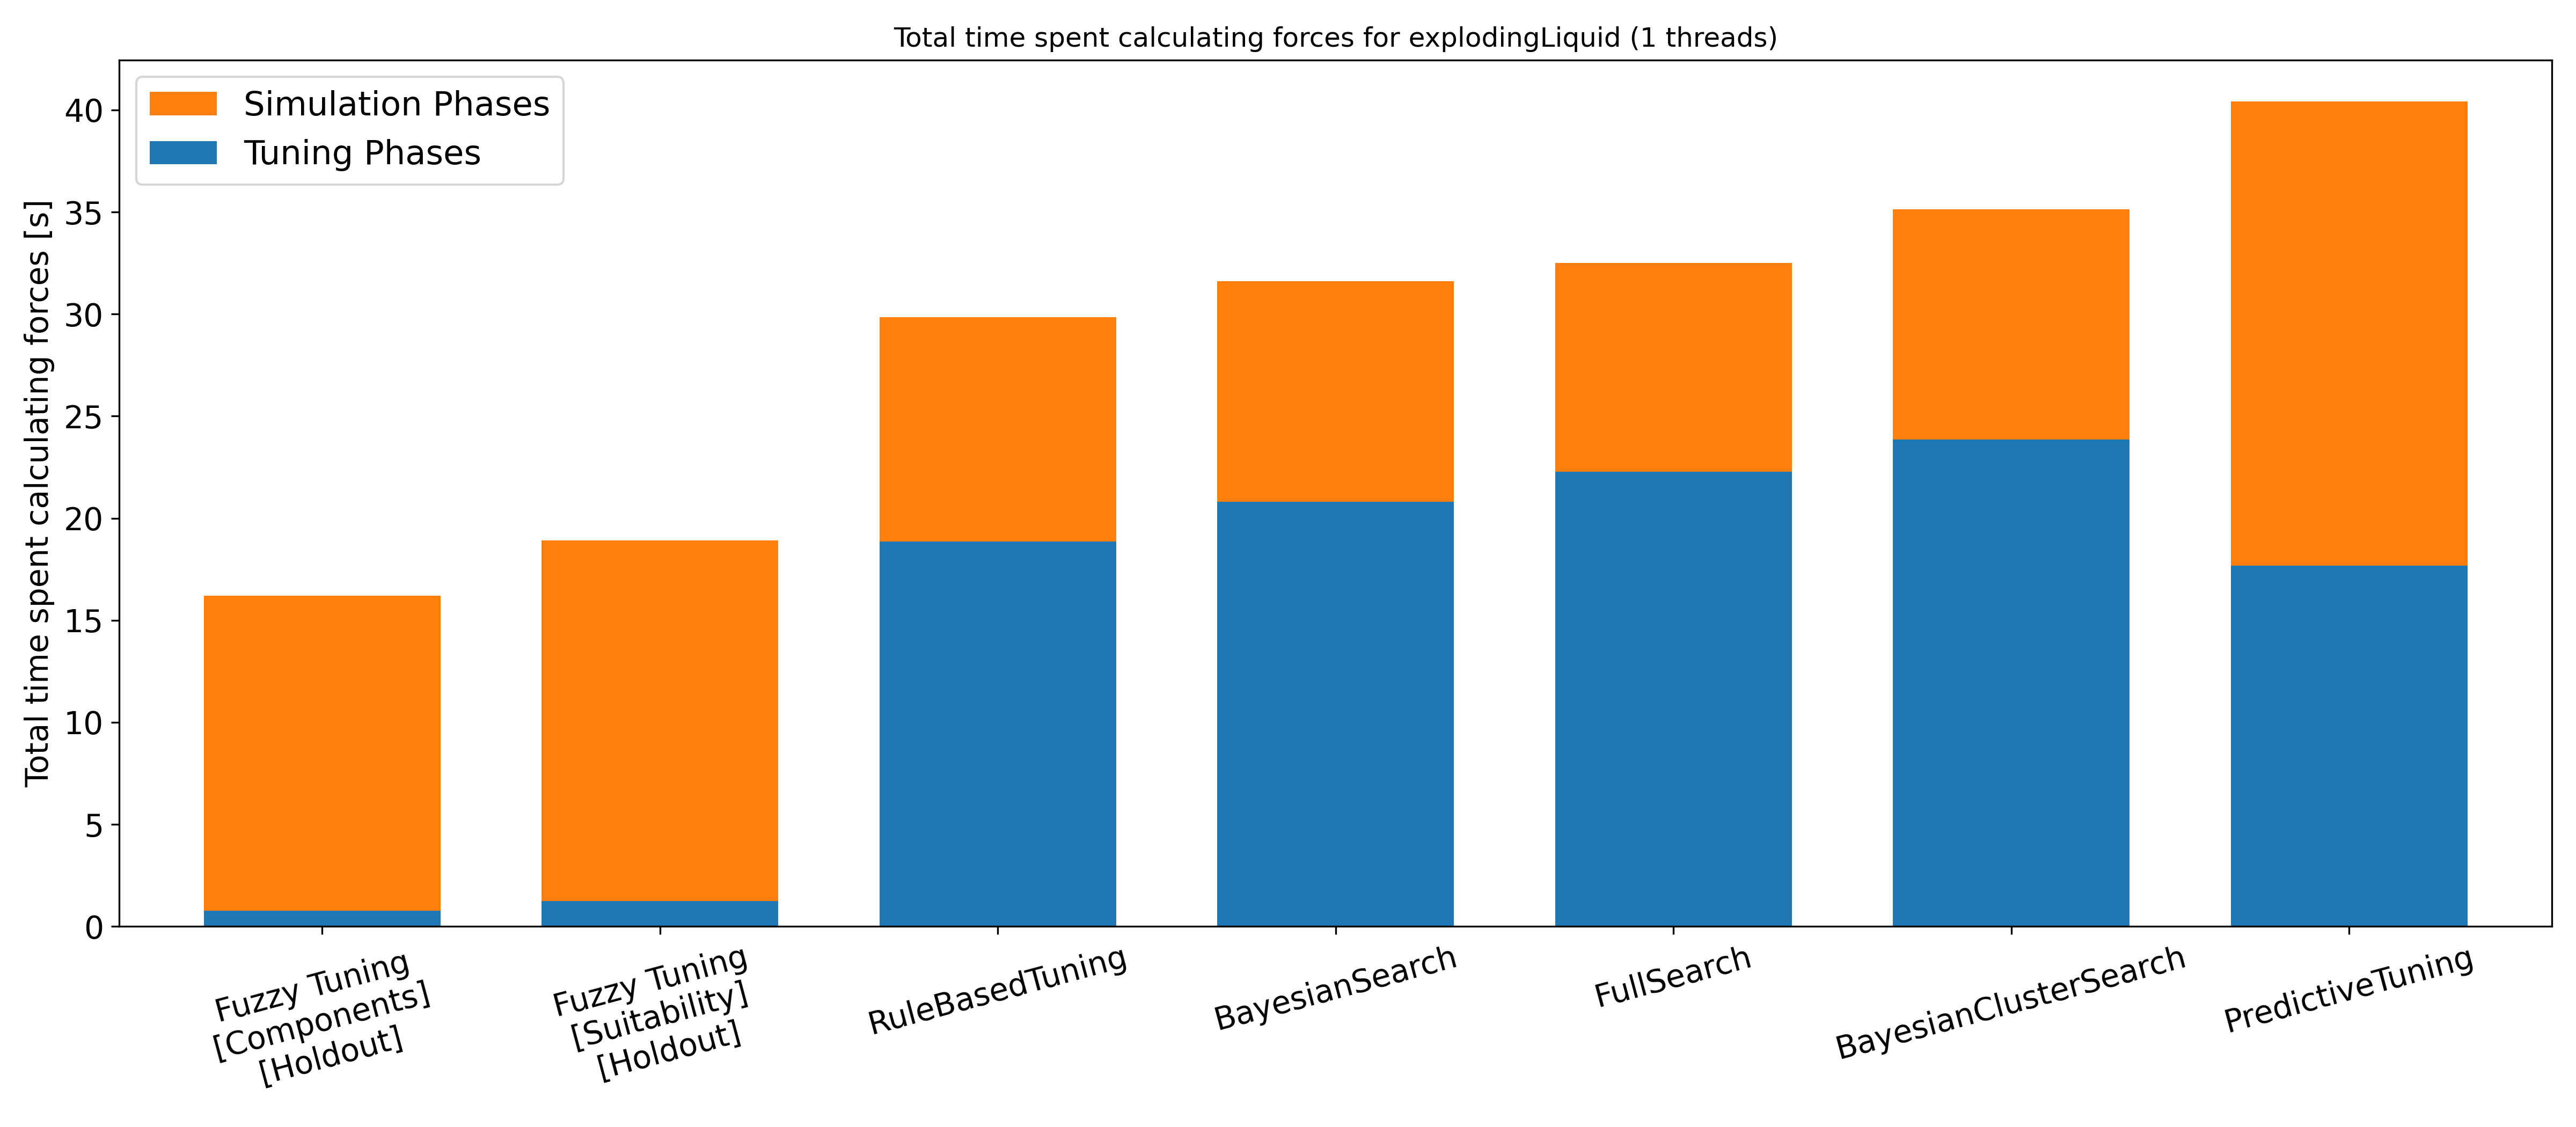 Total time spent calculating forces for explodingLiquid (1 threads)
Simulation Phases
Tuning Phases
Total time spent calculating forces [s]
40
35
30
25
20
15
10
5
0
Fuzzy Tuning
[Components]
[Holdout]
Fuzzy Tuning
[Suitability]
[Holdout]
RuleBasedTuning
BayesianSearch
FullSearch
BayesianClusterSearch
PredictiveTuning